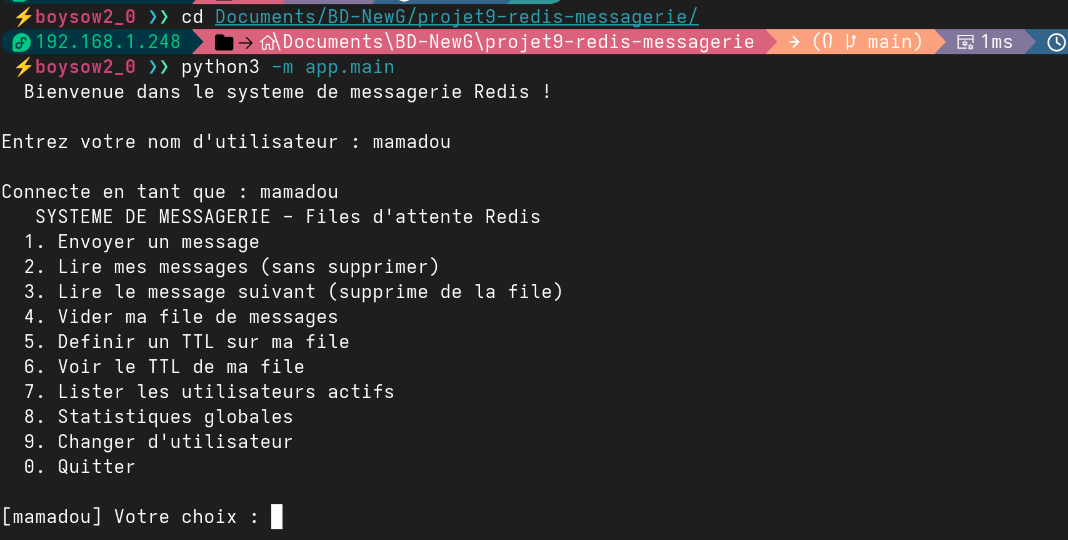 ⚡boysow2_0 ❯❯ cd Documents/BD-NewG/projet9-redis-messagerie/
192.168.1.248 → \Documents\BD-NewG\projet9-redis-messagerie → ( main) 1ms
⚡boysow2_0 ❯❯ python3 -m app.main
Bienvenue dans le systeme de messagerie Redis !
Entrez votre nom d'utilisateur : mamadou
Connecte en tant que : mamadou
SYSTEME DE MESSAGERIE - Files d'attente Redis
1. Envoyer un message
2. Lire mes messages (sans supprimer)
3. Lire le message suivant (supprime de la file)
4. Vider ma file de messages
5. Definir un TTL sur ma file
6. Voir le TTL de ma file
7. Lister les utilisateurs actifs
8. Statistiques globales
9. Changer d'utilisateur
0. Quitter
[mamadou] Votre choix :